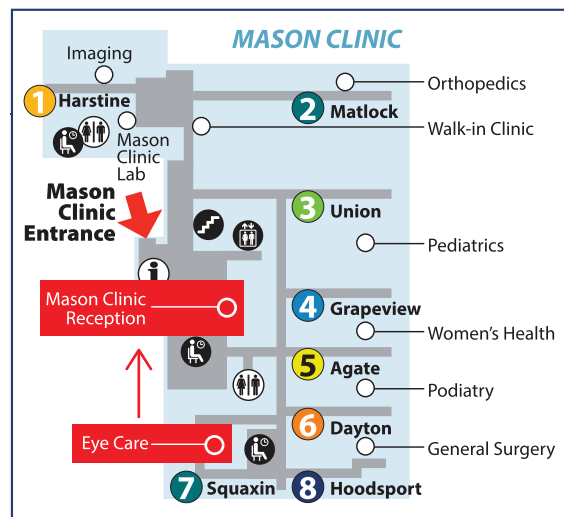 MASON CLINIC
Imaging
Orthopedics
1 Harstine
2 Matlock
Walk-in Clinic
Mason
Clinic
Lab
Mason
Clinic
Entrance
3 Union
Pediatrics
i
Mason Clinic
Reception
4 Grapeview
Women's Health
5 Agate
Podiatry
6 Dayton
Eye Care
General Surgery
7 Squaxin
8 Hoodsport